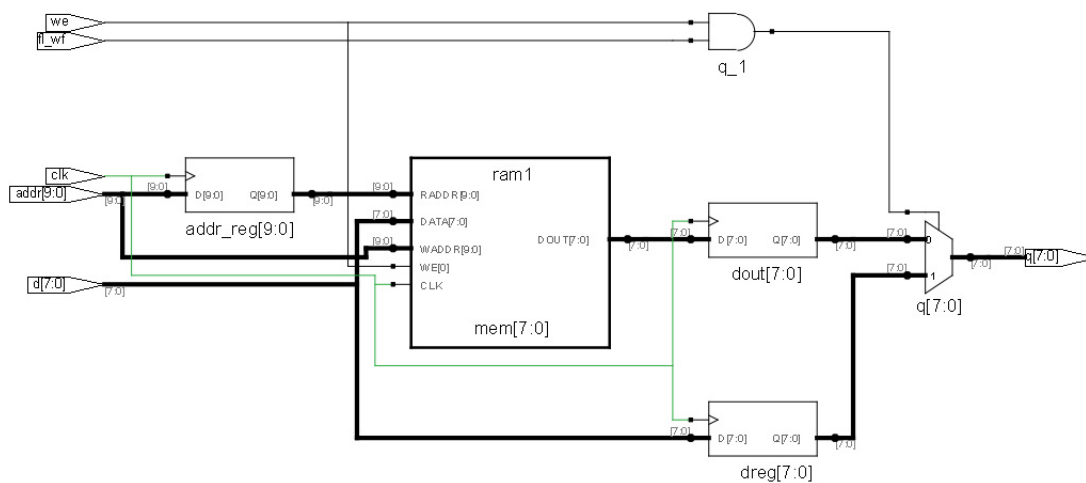 we
fl_wf
q_1
clk
addr[9:0]
[9:0]
[9:0]
D[9:0]
Q[9:0]
[9:0]
addr_reg[9:0]
ram1
[9:0]
RADDR[9:0]
[7:0]
DATA[7:0]
[9:0]
WADDR[9:0]
WE[0]
CLK
DOUT[7:0]
[7:0]
mem[7:0]
[7:0]
D[7:0]
Q[7:0]
[7:0]
dout[7:0]
[7:0]
0
[7:0]
1
[7:0]
[7:0]
q[7:0]
q[7:0]
d[7:0]
[7:0]
[7:0]
D[7:0]
Q[7:0]
[7:0]
dreg[7:0]